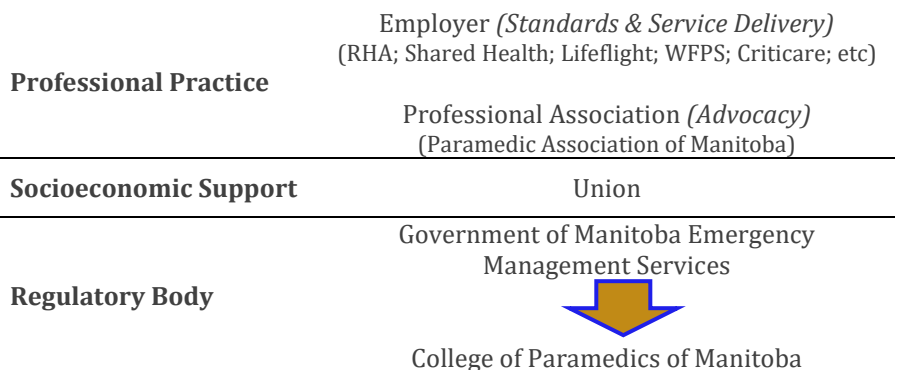 Employer (Standards & Service Delivery)
(RHA; Shared Health; Lifeflight; WFPS; Criticare; etc)
Professional Practice
Professional Association (Advocacy)
(Paramedic Association of Manitoba)
Socioeconomic Support Union
Government of Manitoba Emergency
Management Services
Regulatory Body
College of Paramedics of Manitoba